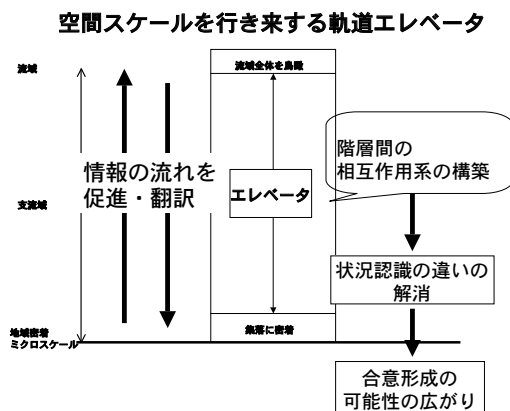 空間スケールを行き来する軌道エレベータ
流域
流域全体を鳥瞰
階層間の
相互作用系の構築
情報の流れを
促進・翻訳
エレベータ
支流域
状況認識の違いの
解消
集落に密着
地域密着
ミクロスケール
合意形成の
可能性の広がり